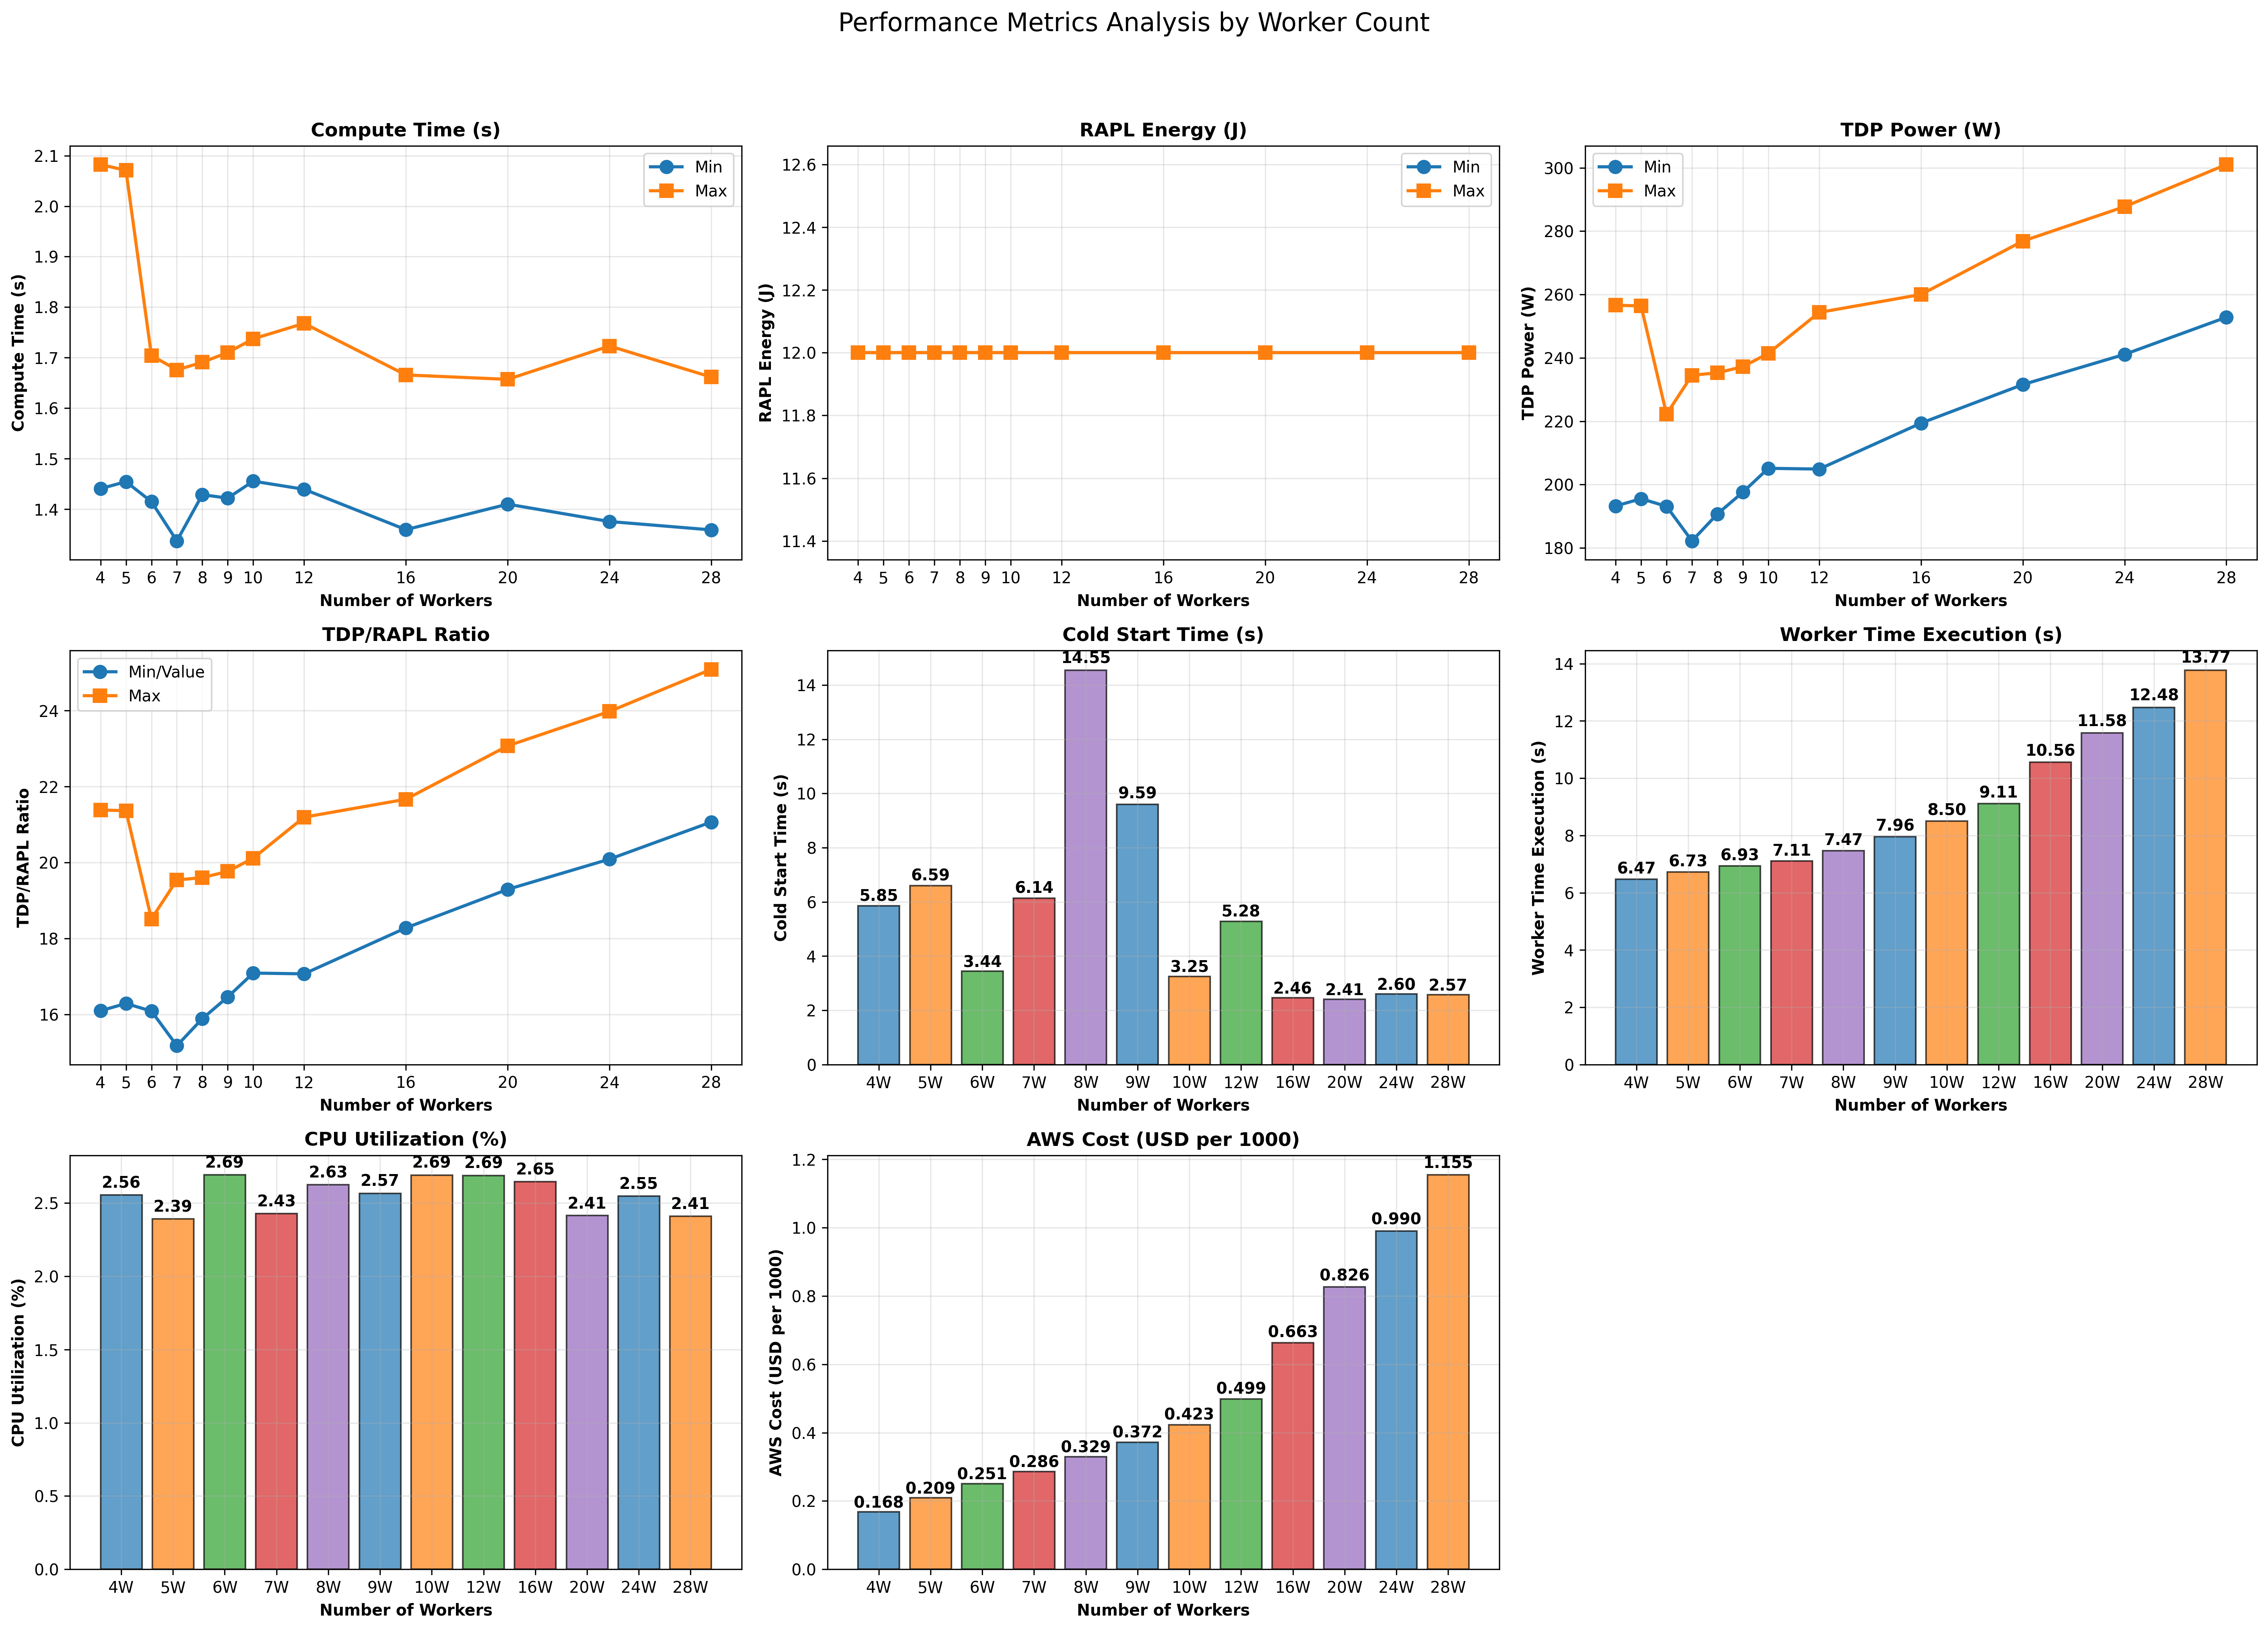 Performance Metrics Analysis by Worker Count
Compute Time (s)
Compute Time (s)
2.1
2.0
1.9
1.8
1.7
1.6
1.5
1.4
Min
Max
4 5 6 7 8 9 10 12 16 20 24 28
Number of Workers
RAPL Energy (J)
RAPL Energy (J)
12.6
12.4
12.2
12.0
11.8
11.6
11.4
Min
Max
4 5 6 7 8 9 10 12 16 20 24 28
Number of Workers
TDP Power (W)
TDP Power (W)
300
280
260
240
220
200
180
Min
Max
4 5 6 7 8 9 10 12 16 20 24 28
Number of Workers
TDP/RAPL Ratio
TDP/RAPL Ratio
24
22
20
18
16
Min/Value
Max
4 5 6 7 8 9 10 12 16 20 24 28
Number of Workers
Cold Start Time (s)
Cold Start Time (s)
14
12
10
8
6
4
2
0
5.85 6.59 3.44 6.14 14.55 9.59 3.25 5.28 2.46 2.41 2.60 2.57
4W 5W 6W 7W 8W 9W 10W 12W 16W 20W 24W 28W
Number of Workers
Worker Time Execution (s)
Worker Time Execution (s)
14
12
10
8
6
4
2
0
6.47 6.73 6.93 7.11 7.47 7.96 8.50 9.11 10.56 11.58 12.48 13.77
4W 5W 6W 7W 8W 9W 10W 12W 16W 20W 24W 28W
Number of Workers
CPU Utilization (%)
CPU Utilization (%)
2.5
2.0
1.5
1.0
0.5
0.0
2.56 2.39 2.69 2.43 2.63 2.57 2.69 2.69 2.65 2.41 2.55 2.41
4W 5W 6W 7W 8W 9W 10W 12W 16W 20W 24W 28W
Number of Workers
AWS Cost (USD per 1000)
AWS Cost (USD per 1000)
1.2
1.0
0.8
0.6
0.4
0.2
0.0
0.168 0.209 0.251 0.286 0.329 0.372 0.423 0.499 0.663 0.826 0.990 1.155
4W 5W 6W 7W 8W 9W 10W 12W 16W 20W 24W 28W
Number of Workers